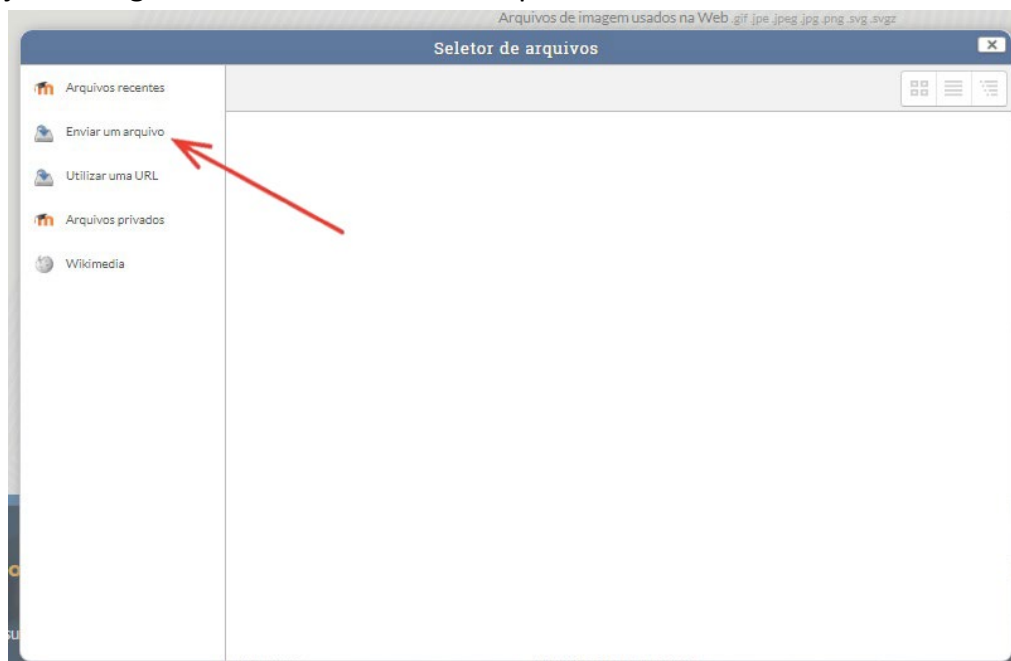 Arquivos de imagem usados na Web .gif .jpe .jpeg .jpg .png .svg .svgz
Seletor de arquivos
Arquivos recentes
Enviar um arquivo
Utilizar uma URL
Arquivos privados
Wikimedia
su